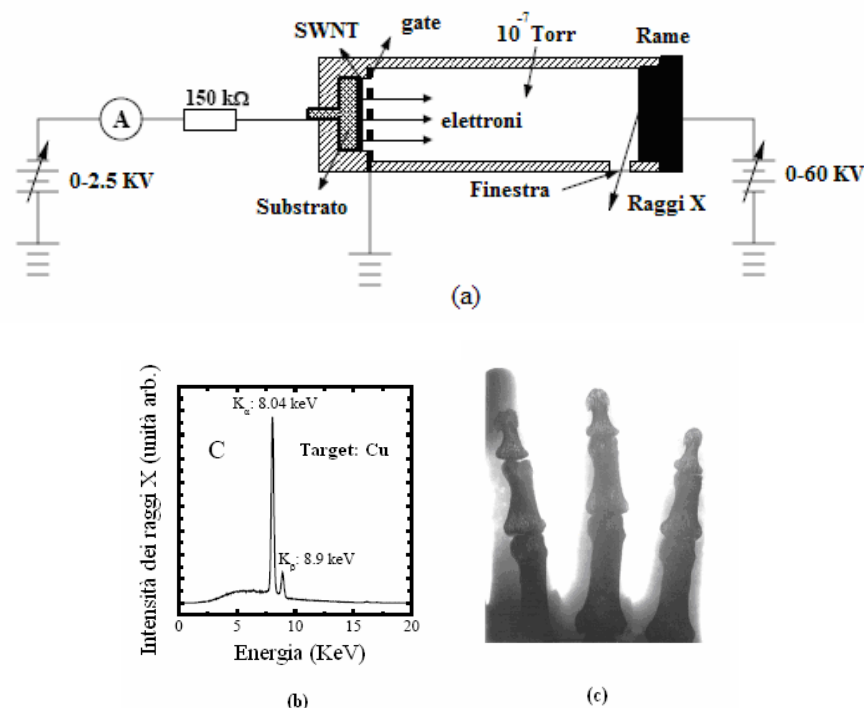 SWNT gate 10⁻⁷ Torr Rame
150 kΩ
A
elettroni
0-2.5 KV
Substrato
Finestra
Raggi X
0-60 KV
(a)
Intensità dei raggi X (unità arb.)
K_α: 8.04 keV
C
Target: Cu
K_β: 8.9 keV
0 5 10 15 20
Energia (KeV)
(b)
(c)